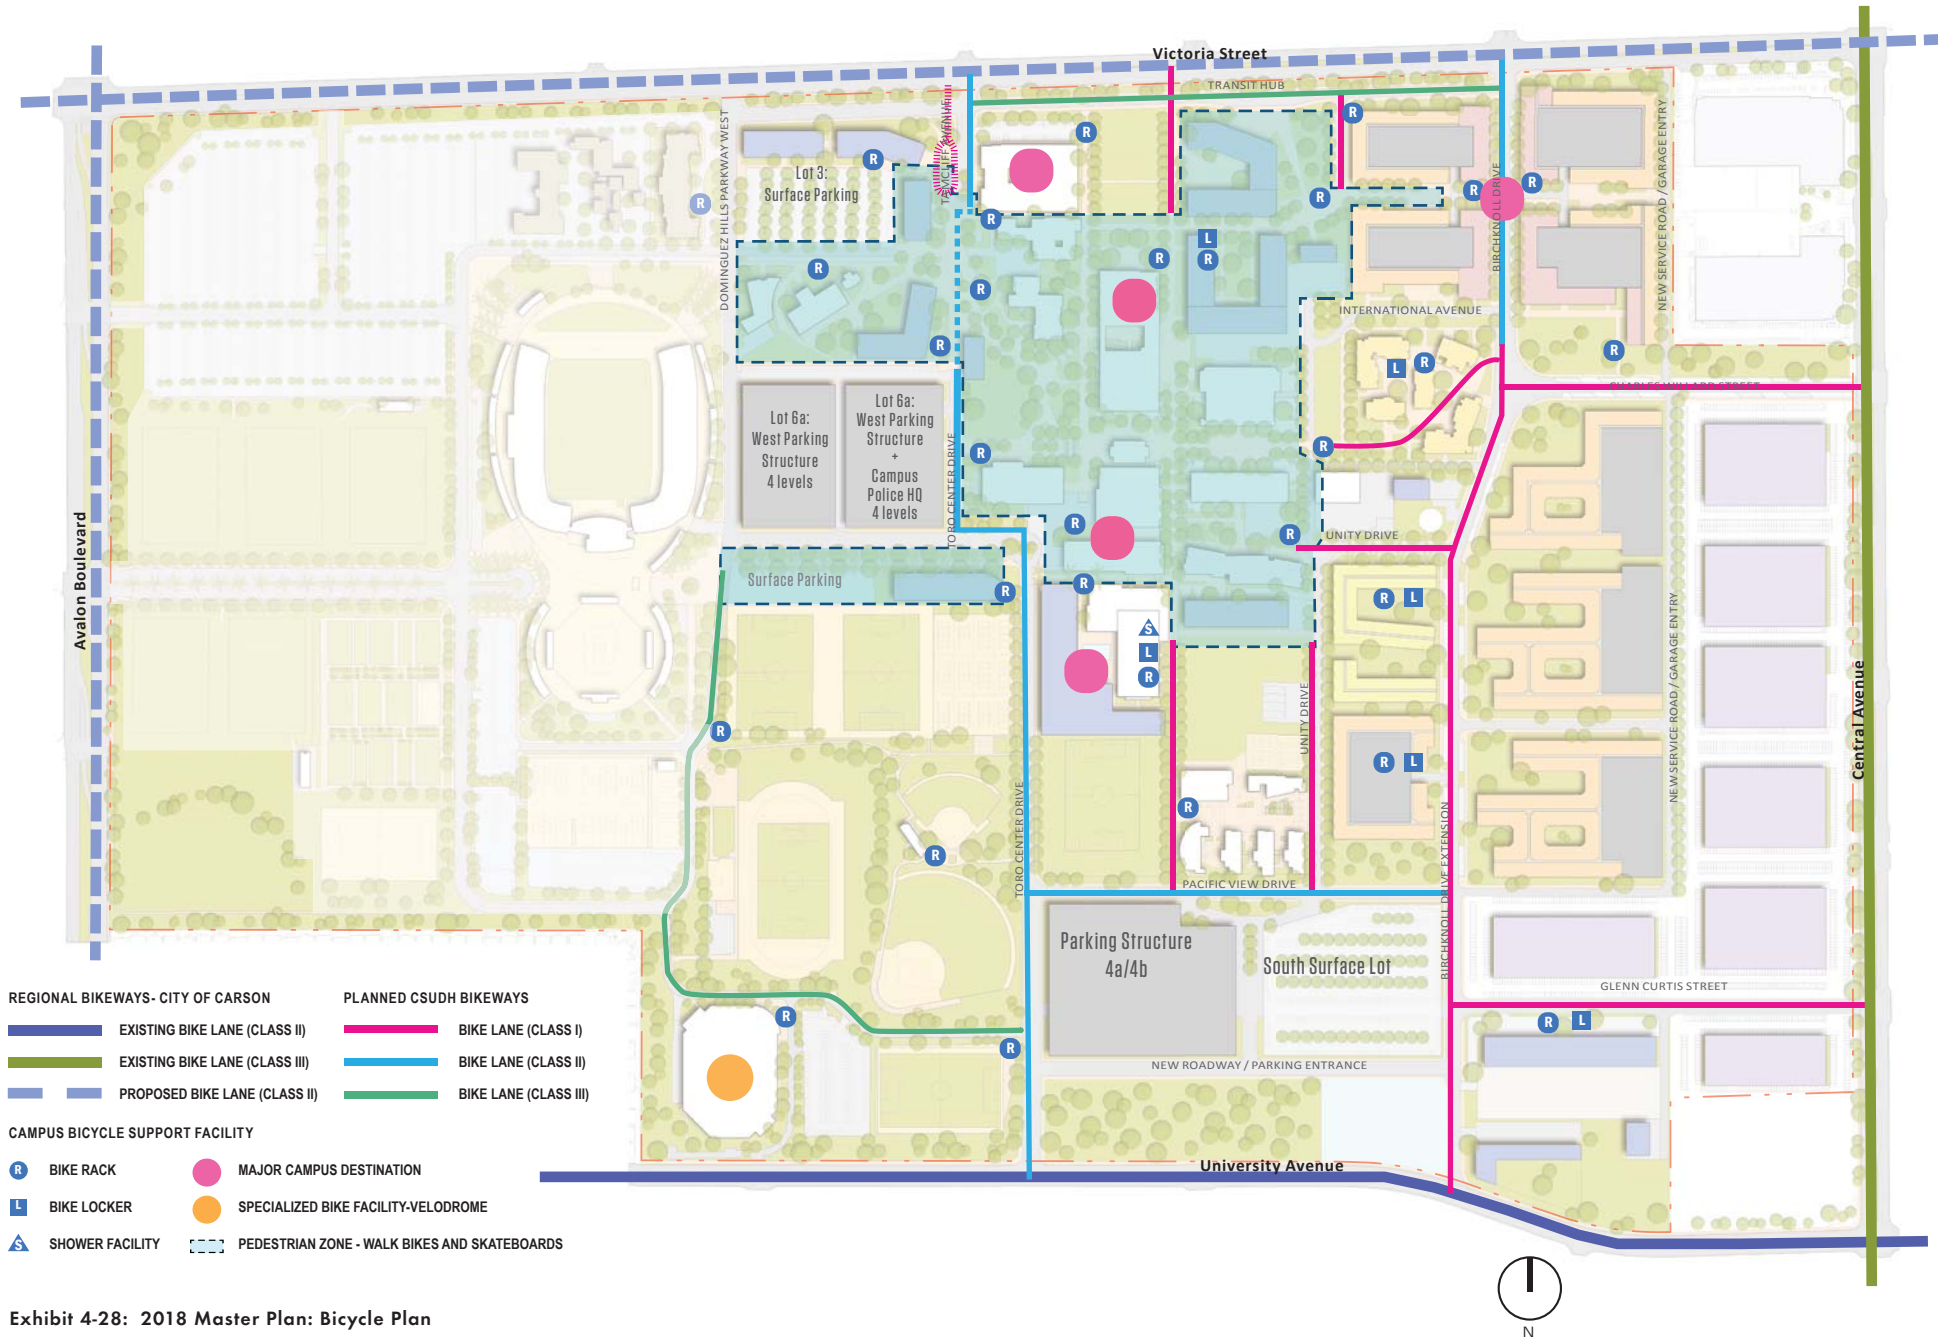 Victoria Street
TRANSIT HUB
TAMCLIFF AVENUE
DOMINGUEZ HILLS PARKWAY WEST
Lot 3:
Surface Parking
R
R
R
R
R
R
R
R
R
R
L
R
R
R
BIRCHKNOLL DRIVE
NEW SERVICE ROAD / GARAGE ENTRY
INTERNATIONAL AVENUE
R
L
R
R
CHARLES WILLARD STREET
Lot 6a:
West Parking
Structure
4 levels
Lot 6a:
West Parking
Structure
+
Campus
Police HQ
4 levels
TORO CENTER DRIVE
R
R
R
R
UNITY DRIVE
Avalon Boulevard
Surface Parking
R
R
R
L
S
L
R
UNITY DRIVE
NEW SERVICE ROAD / GARAGE ENTRY
Central Avenue
R
R
L
R
R
TORO CENTER DRIVE
PACIFIC VIEW DRIVE
BIRCHKNOLL DRIVE EXTENSION
Parking Structure
4a/4b
South Surface Lot
GLENN CURTIS STREET
R
R
R
L
NEW ROADWAY / PARKING ENTRANCE
University Avenue
REGIONAL BIKEWAYS- CITY OF CARSON
EXISTING BIKE LANE (CLASS II)
EXISTING BIKE LANE (CLASS III)
PROPOSED BIKE LANE (CLASS II)
PLANNED CSUDH BIKEWAYS
BIKE LANE (CLASS I)
BIKE LANE (CLASS II)
BIKE LANE (CLASS III)
CAMPUS BICYCLE SUPPORT FACILITY
R BIKE RACK
L BIKE LOCKER
S SHOWER FACILITY
MAJOR CAMPUS DESTINATION
SPECIALIZED BIKE FACILITY-VELODROME
PEDESTRIAN ZONE - WALK BIKES AND SKATEBOARDS
N
Exhibit 4-28: 2018 Master Plan: Bicycle Plan